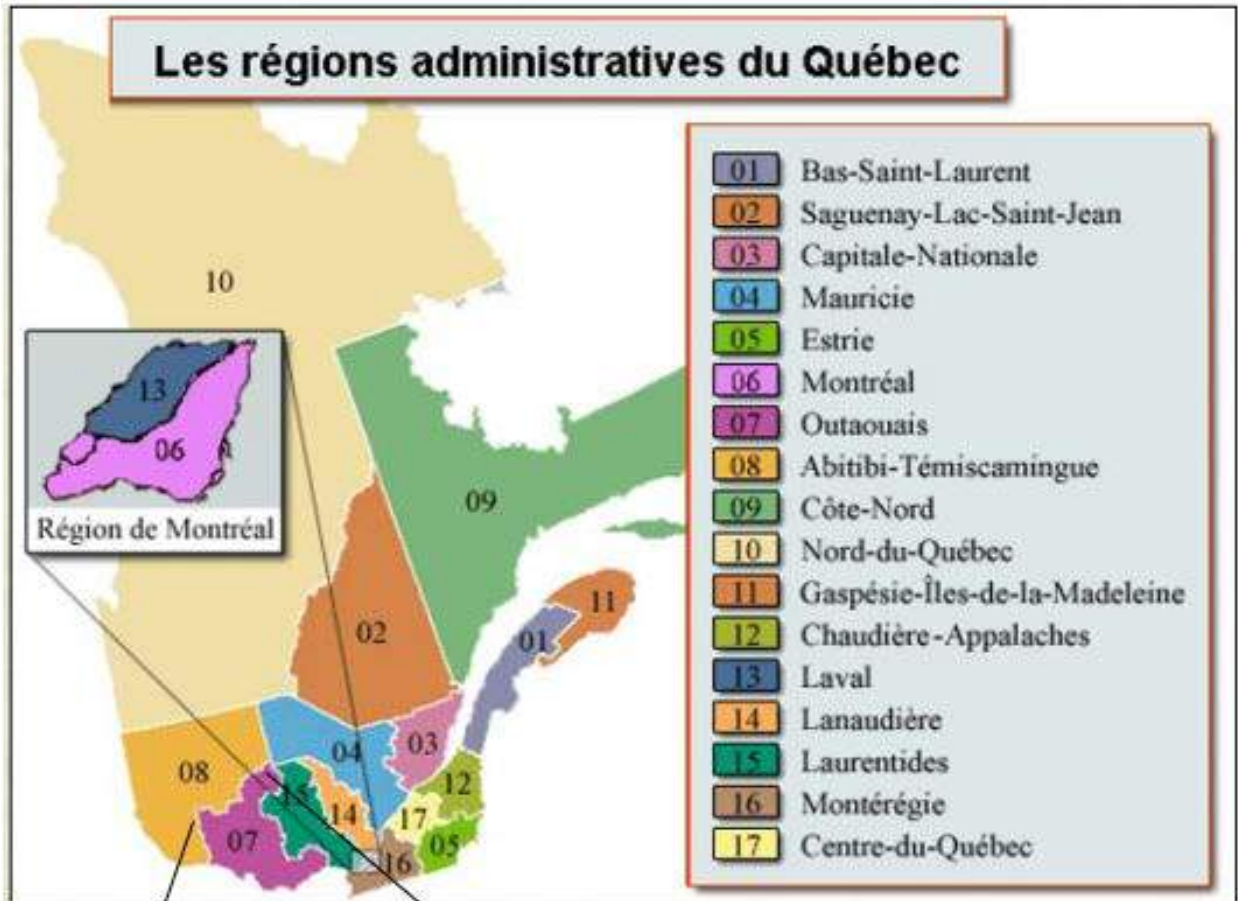 Les régions administratives du Québec
01 Bas-Saint-Laurent
02 Saguenay-Lac-Saint-Jean
03 Capitale-Nationale
04 Mauricie
05 Estrie
06 Montréal
07 Outaouais
08 Abitibi-Témiscamingue
09 Côte-Nord
10 Nord-du-Québec
11 Gaspésie-Îles-de-la-Madeleine
12 Chaudière-Appalaches
13 Laval
14 Lanaudière
15 Laurentides
16 Montérégie
17 Centre-du-Québec
10
13
06
Région de Montréal
09
11
02
01
04
03
08
12
15
14
17
07
05
16